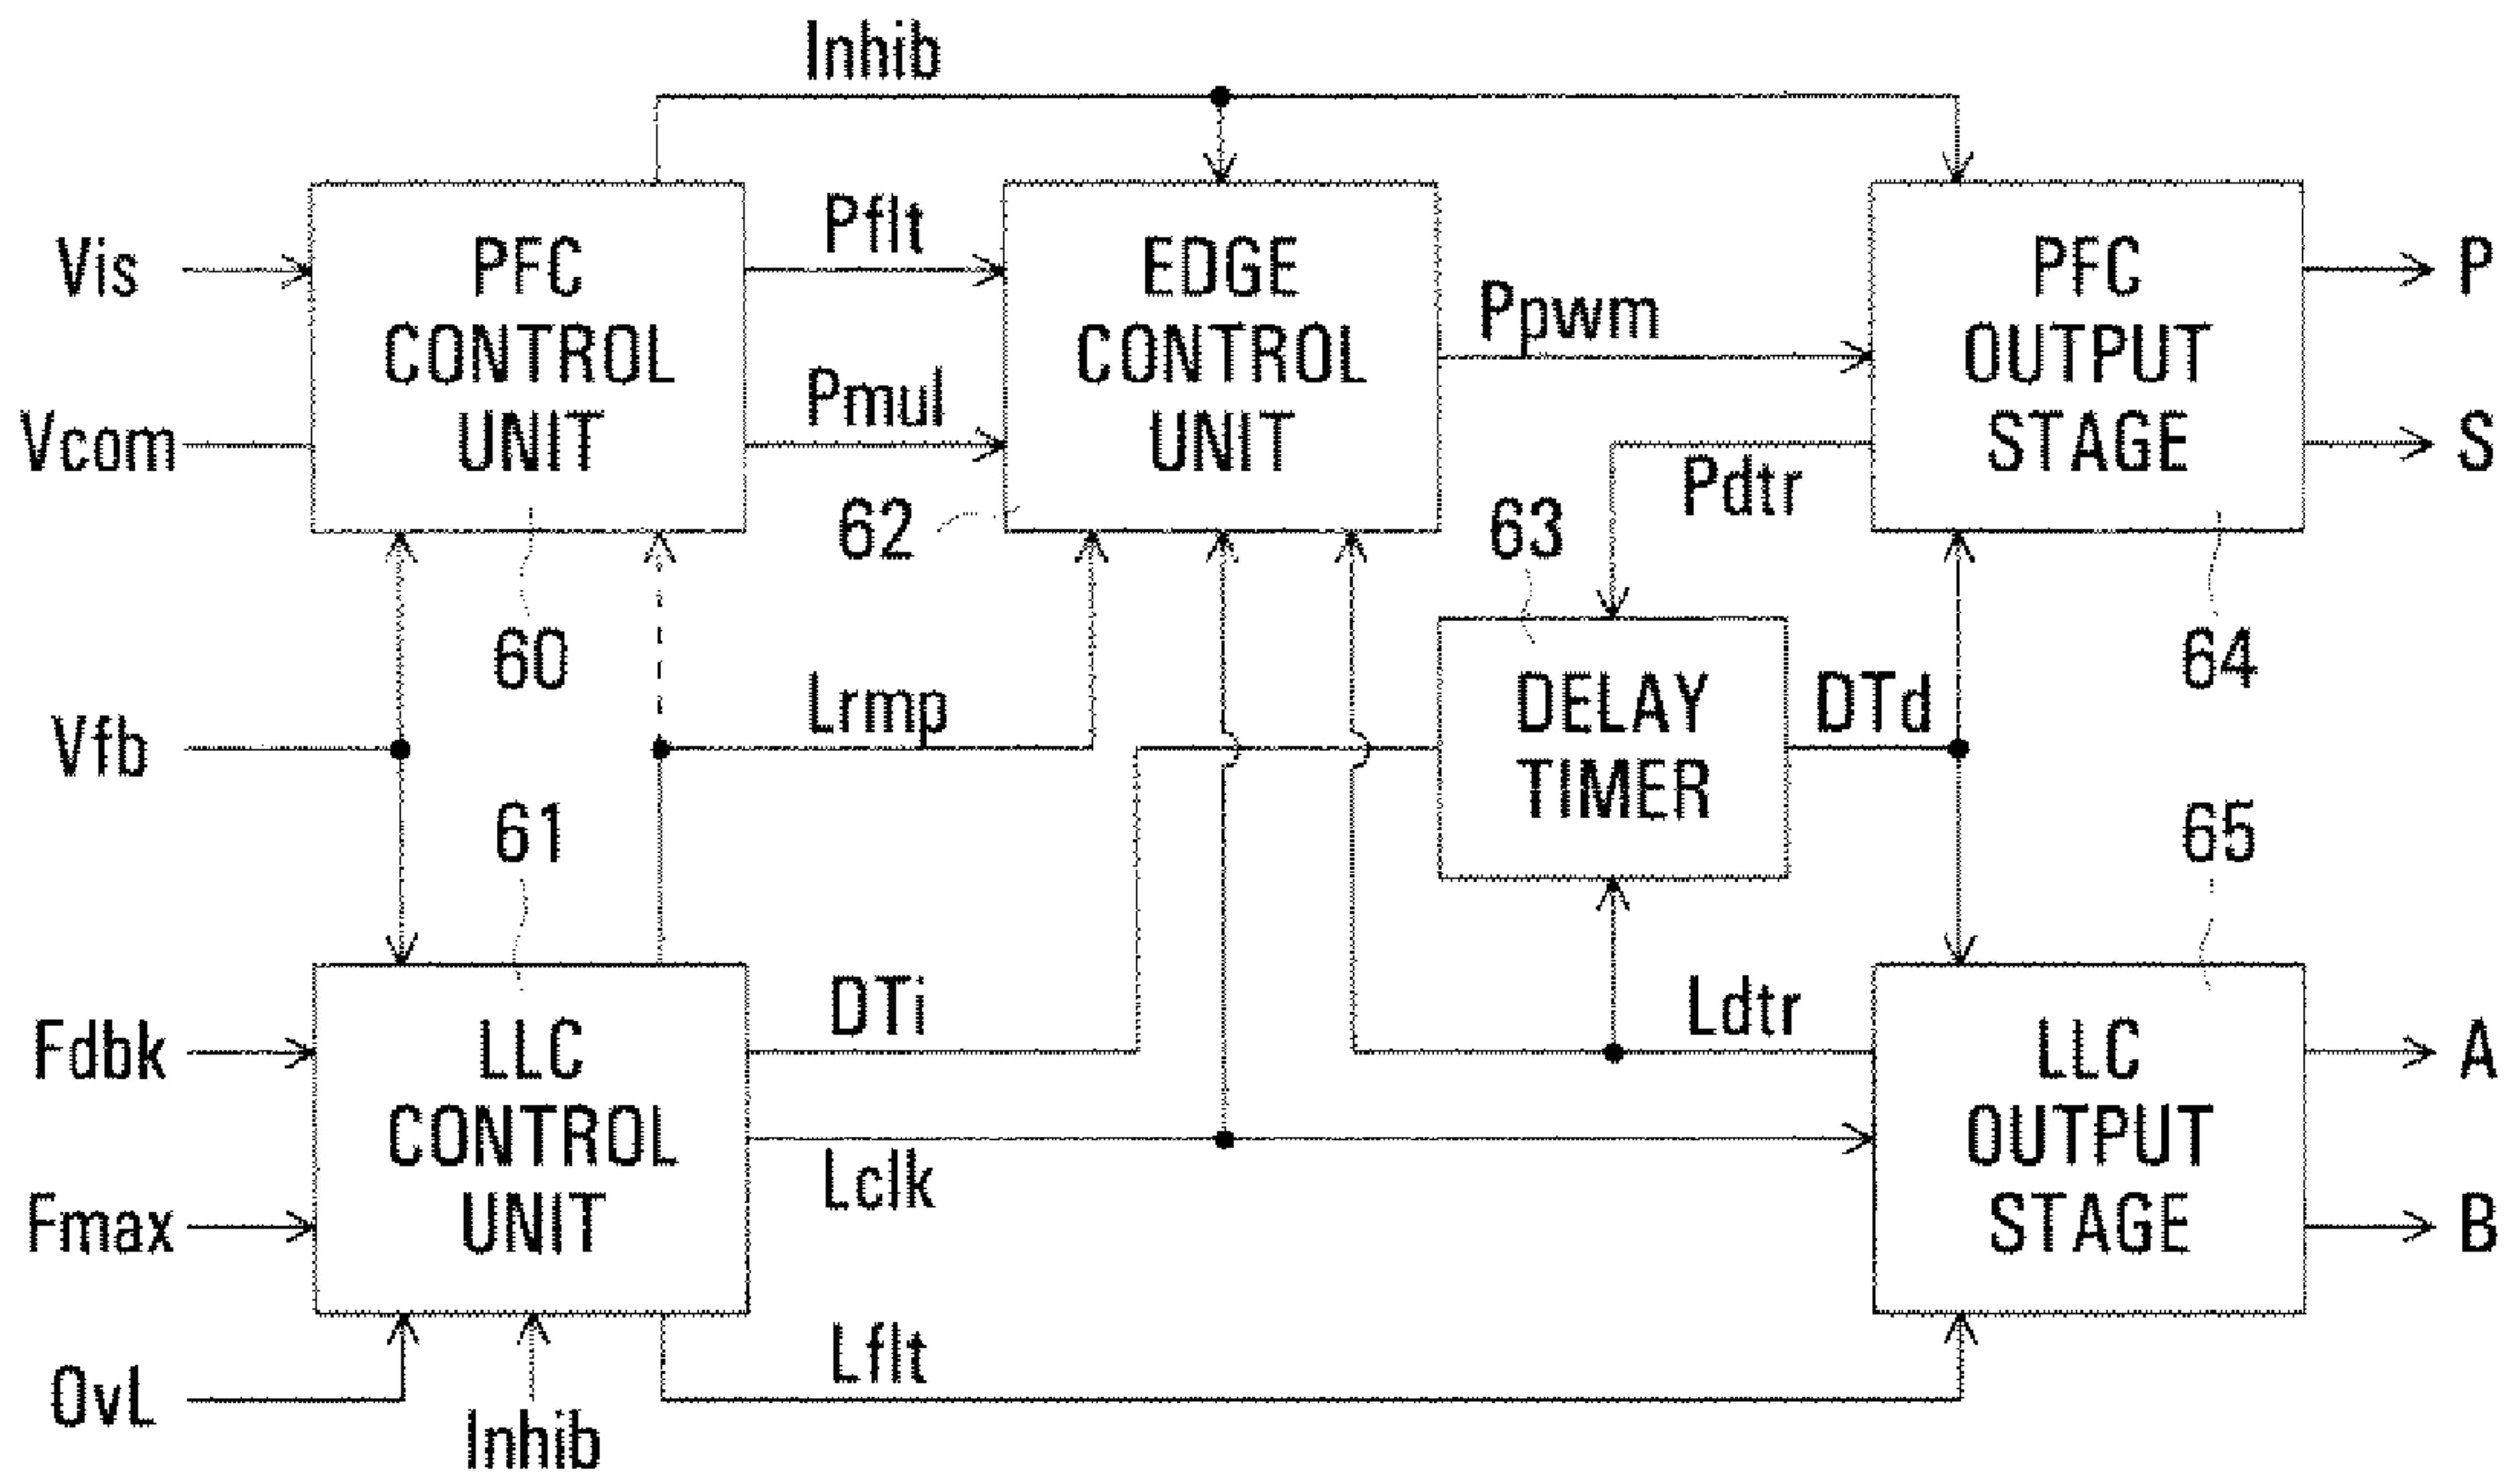 Inhib
Vis
Vcom
PFC
CONTROL
UNIT
Pflt
Pmul
EDGE
CONTROL
UNIT
Ppwm
PFC
OUTPUT
STAGE
P
S
Pdtr
62
63
60
64
Vfb
Lrmp
DELAY
TIMER
DTd
61
65
Fdbk
Fmax
LLC
CONTROL
UNIT
DTi
Lclk
Ldtr
LLC
OUTPUT
STAGE
A
B
OvL
Inhib
Lflt